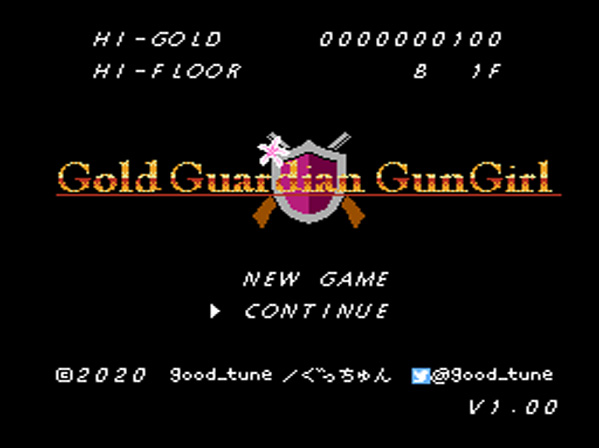 HI-GOLD 0000000100
HI-FLOOR B 1F
Gold Guardian GunGirl
NEW GAME
CONTINUE
©2020 good_tune /ぐっちゅん @good_tune
V1.00